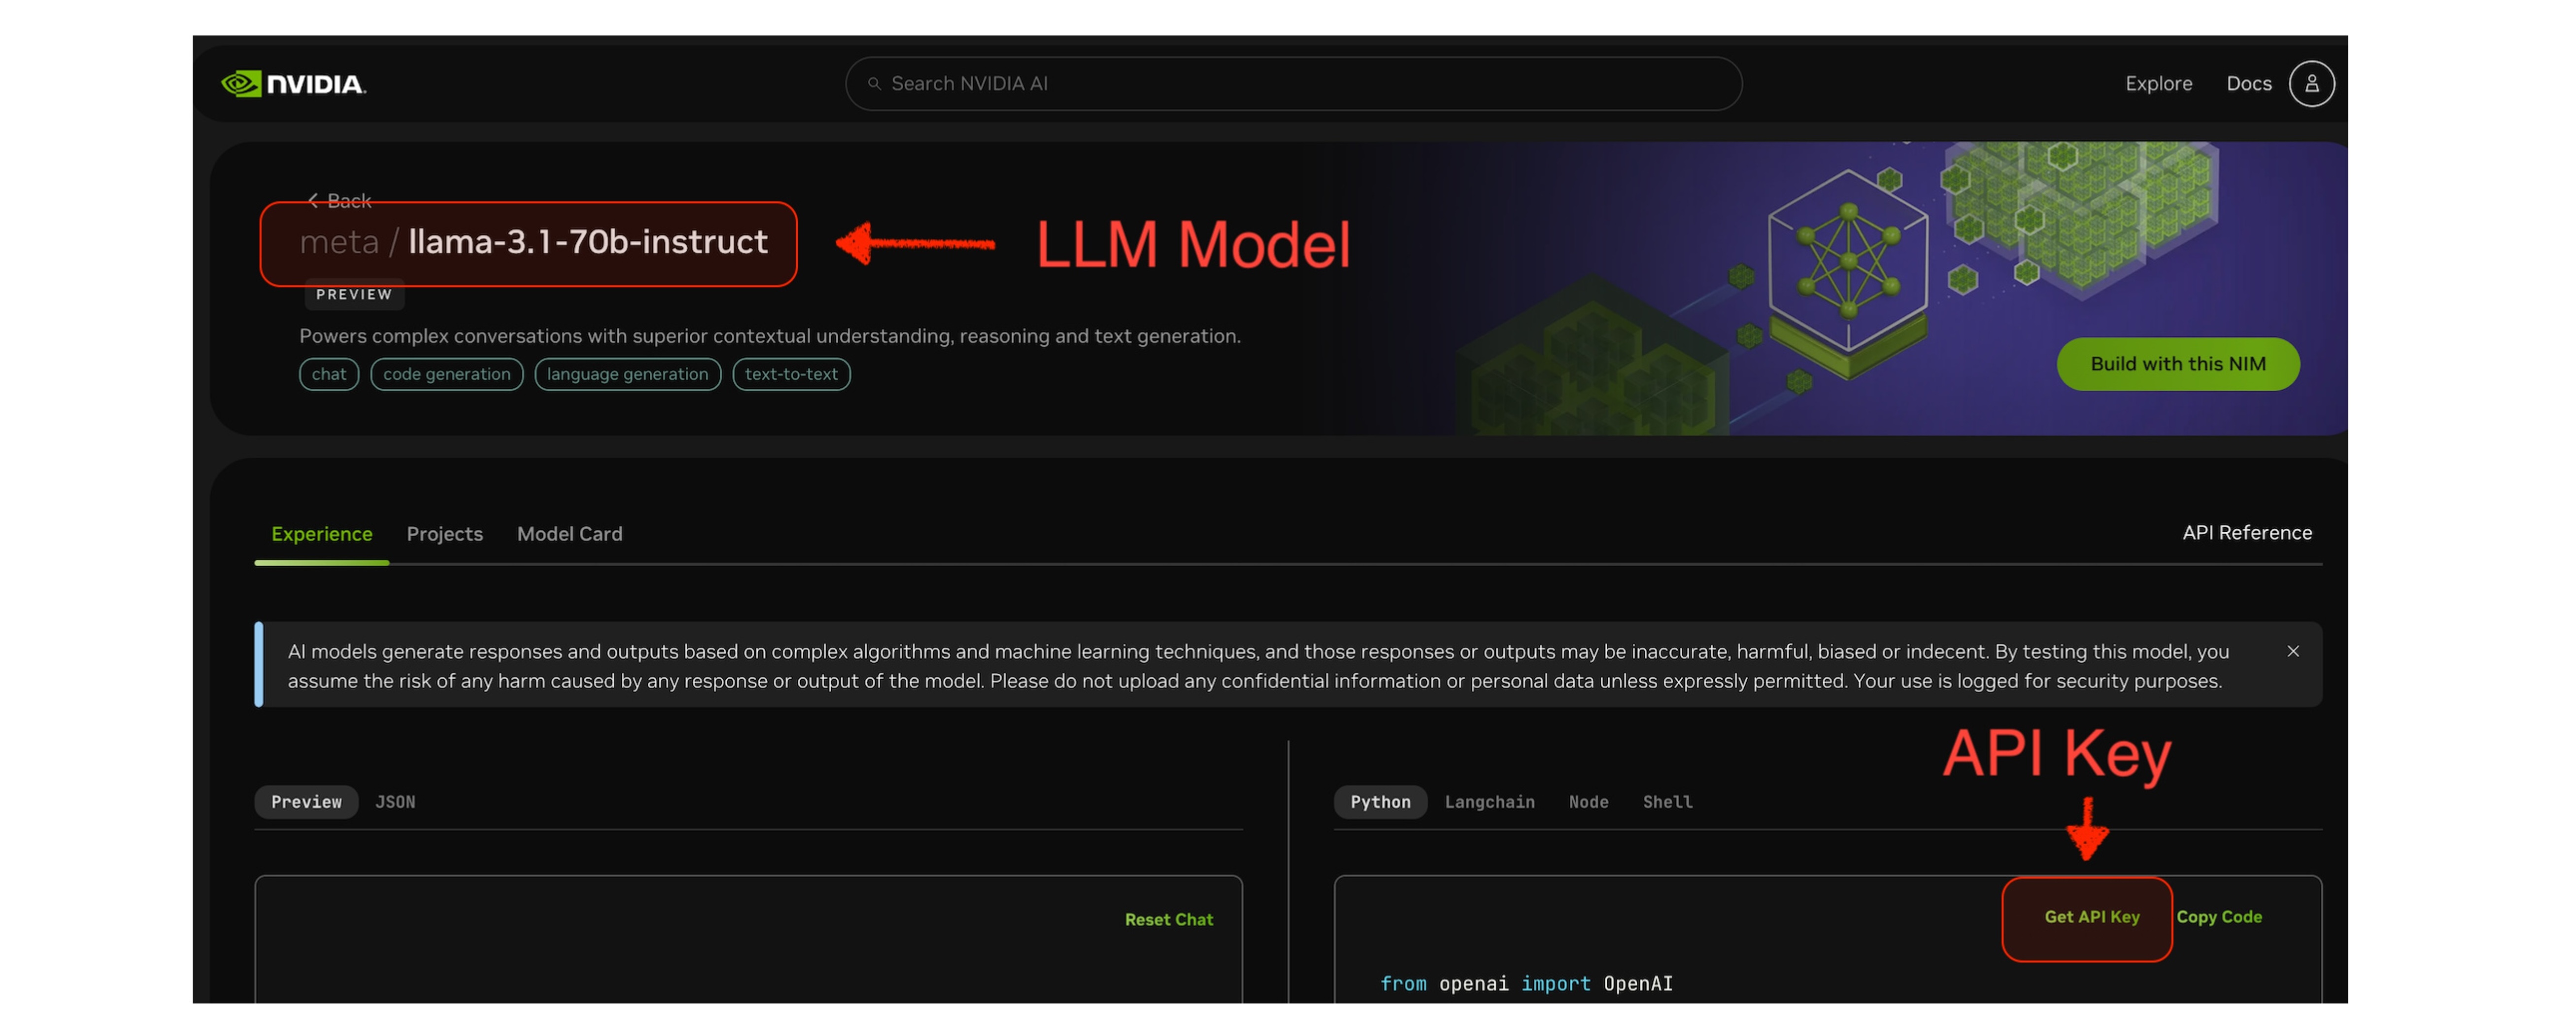 NVIDIA.
Search NVIDIA AI
Explore
Docs
Back
meta / llama-3.1-70b-instruct
LLM Model
PREVIEW
Powers complex conversations with superior contextual understanding, reasoning and text generation.
chat
code generation
language generation
text-to-text
Build with this NIM
Experience
Projects
Model Card
API Reference
AI models generate responses and outputs based on complex algorithms and machine learning techniques, and those responses or outputs may be inaccurate, harmful, biased or indecent. By testing this model, you
assume the risk of any harm caused by any response or output of the model. Please do not upload any confidential information or personal data unless expressly permitted. Your use is logged for security purposes.
API Key
Preview
JSON
Reset Chat
Python
Langchain
Node
Shell
Get API Key
Copy Code
from openai import OpenAI